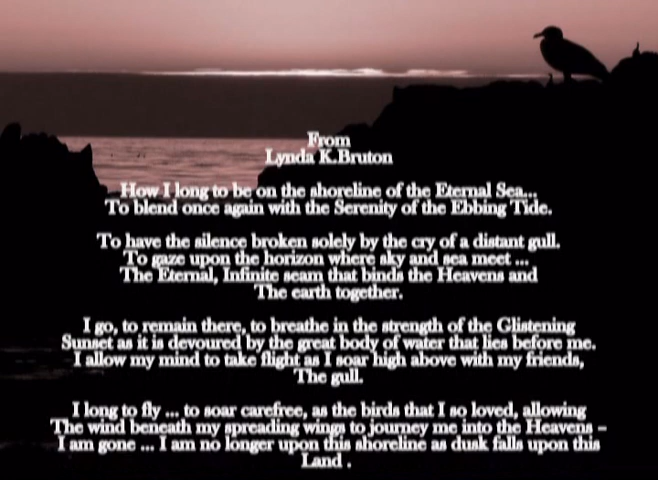 From
Lynda K.Bruton
How I long to be on the shoreline of the Eternal Sea...
To blend once again with the Serenity of the Ebbing Tide.
To have the silence broken solely by the cry of a distant gull.
To gaze upon the horizon where sky and sea meet ...
The Eternal, Infinite seam that binds the Heavens and
The earth together.
I go, to remain there, to breathe in the strength of the Glistening
Sunset as it is devoured by the great body of water that lies before me.
I allow my mind to take flight as I soar high above with my friends,
The gull.
I long to fly ... to soar carefree, as the birds that I so loved, allowing
The wind beneath my spreading wings to journey me into the Heavens –
I am gone ... I am no longer upon this shoreline as dusk falls upon this
Land .